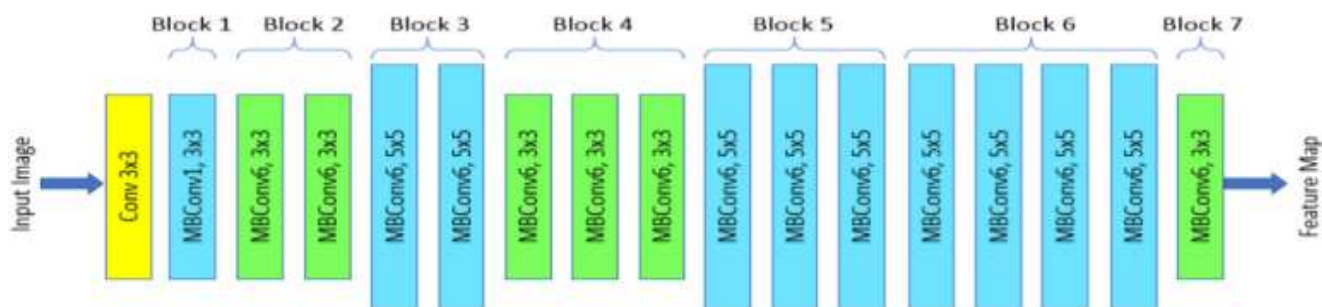 Block 1 Block 2 Block 3 Block 4 Block 5 Block 6 Block 7
Input Image
Conv 3x3
MBConv1, 3x3
MBConv6, 3x3
MBConv6, 3x3
MBConv6, 5x5
MBConv6, 5x5
MBConv6, 3x3
MBConv6, 3x3
MBConv6, 3x3
MBConv6, 5x5
MBConv6, 5x5
MBConv6, 5x5
MBConv6, 5x5
MBConv6, 5x5
MBConv6, 5x5
MBConv6, 5x5
MBConv6, 3x3
Feature Map